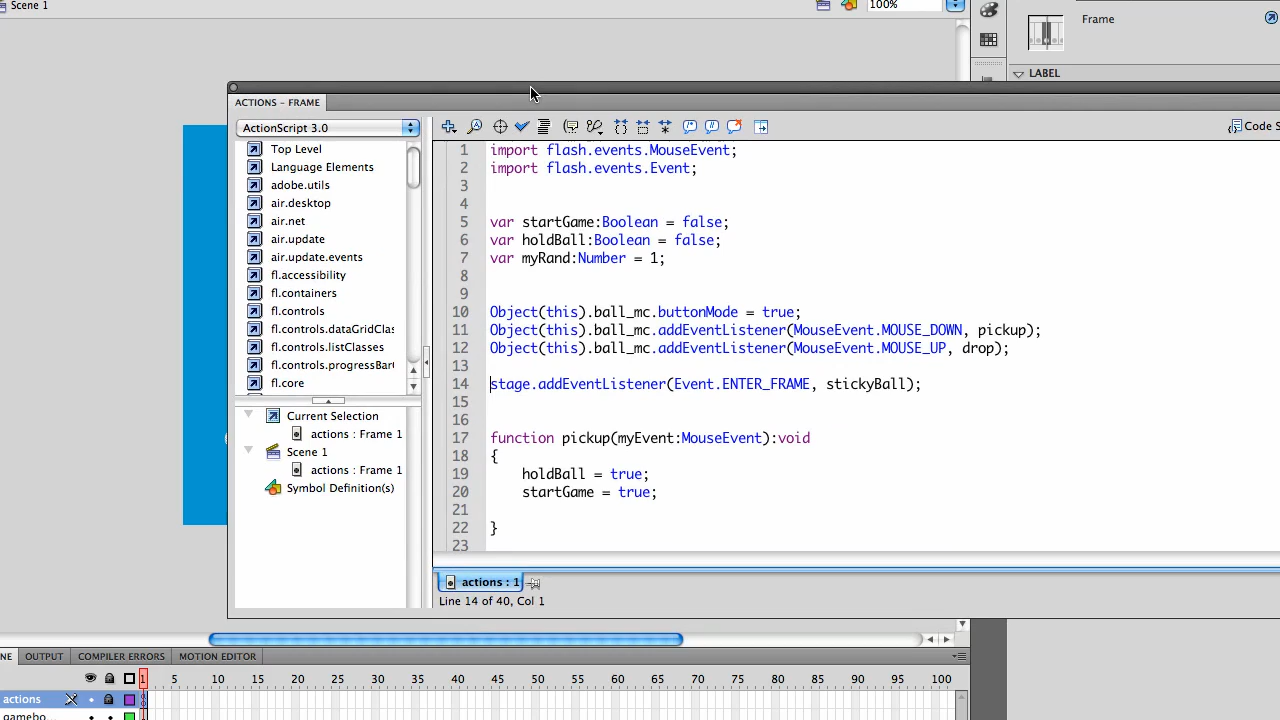 Scene 1
100%
Frame
LABEL
ACTIONS - FRAME
ActionScript 3.0
Code S
Top Level
Language Elements
adobe.utils
air.desktop
air.net
air.update
air.update.events
fl.accessibility
fl.containers
fl.controls
fl.controls.dataGridClas
fl.controls.listClasses
fl.controls.progressBar
fl.core
Current Selection
actions : Frame 1
Scene 1
actions : Frame 1
Symbol Definition(s)
1 import flash.events.MouseEvent;
2 import flash.events.Event;
3
4
5 var startGame:Boolean = false;
6 var holdBall:Boolean = false;
7 var myRand:Number = 1;
8
9
10 Object(this).ball_mc.buttonMode = true;
11 Object(this).ball_mc.addEventListener(MouseEvent.MOUSE_DOWN, pickup);
12 Object(this).ball_mc.addEventListener(MouseEvent.MOUSE_UP, drop);
13
14 stage.addEventListener(Event.ENTER_FRAME, stickyBall);
15
16
17 function pickup(myEvent:MouseEvent):void
18 {
19 holdBall = true;
20 startGame = true;
21
22 }
23
actions : 1
Line 14 of 40, Col 1
NE OUTPUT COMPILER ERRORS MOTION EDITOR
1 5 10 15 20 25 30 35 40 45 50 55 60 65 70 75 80 85 90 95 100
actions
gamebo...